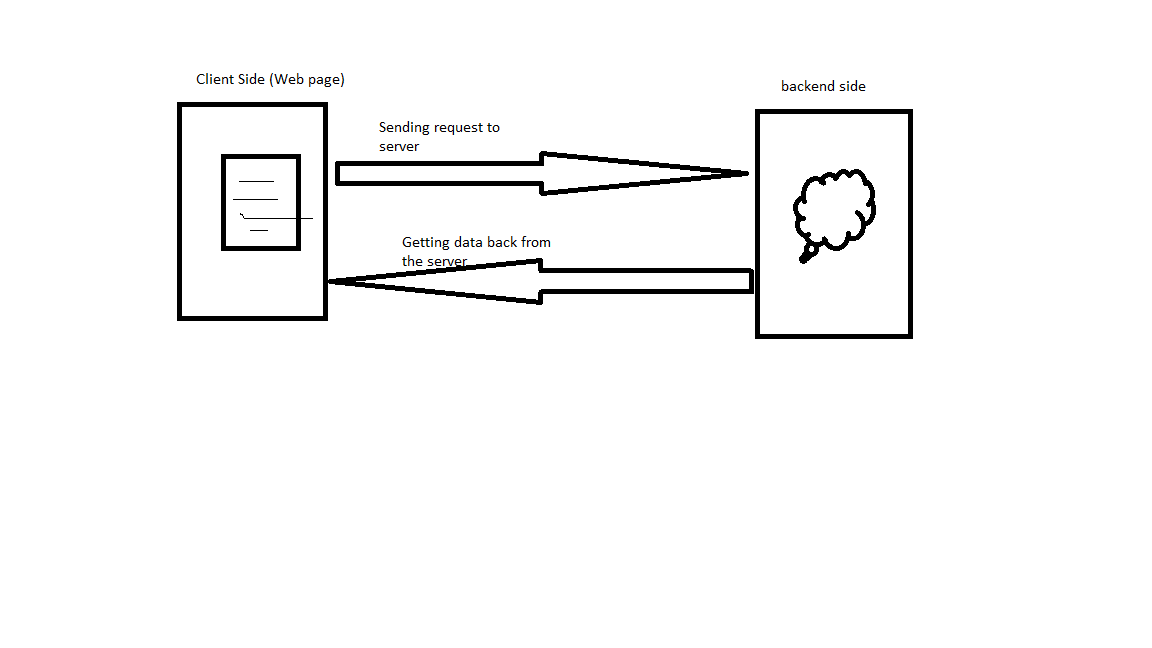 Client Side (Web page)
backend side
Sending request to
server
Getting data back from
the server